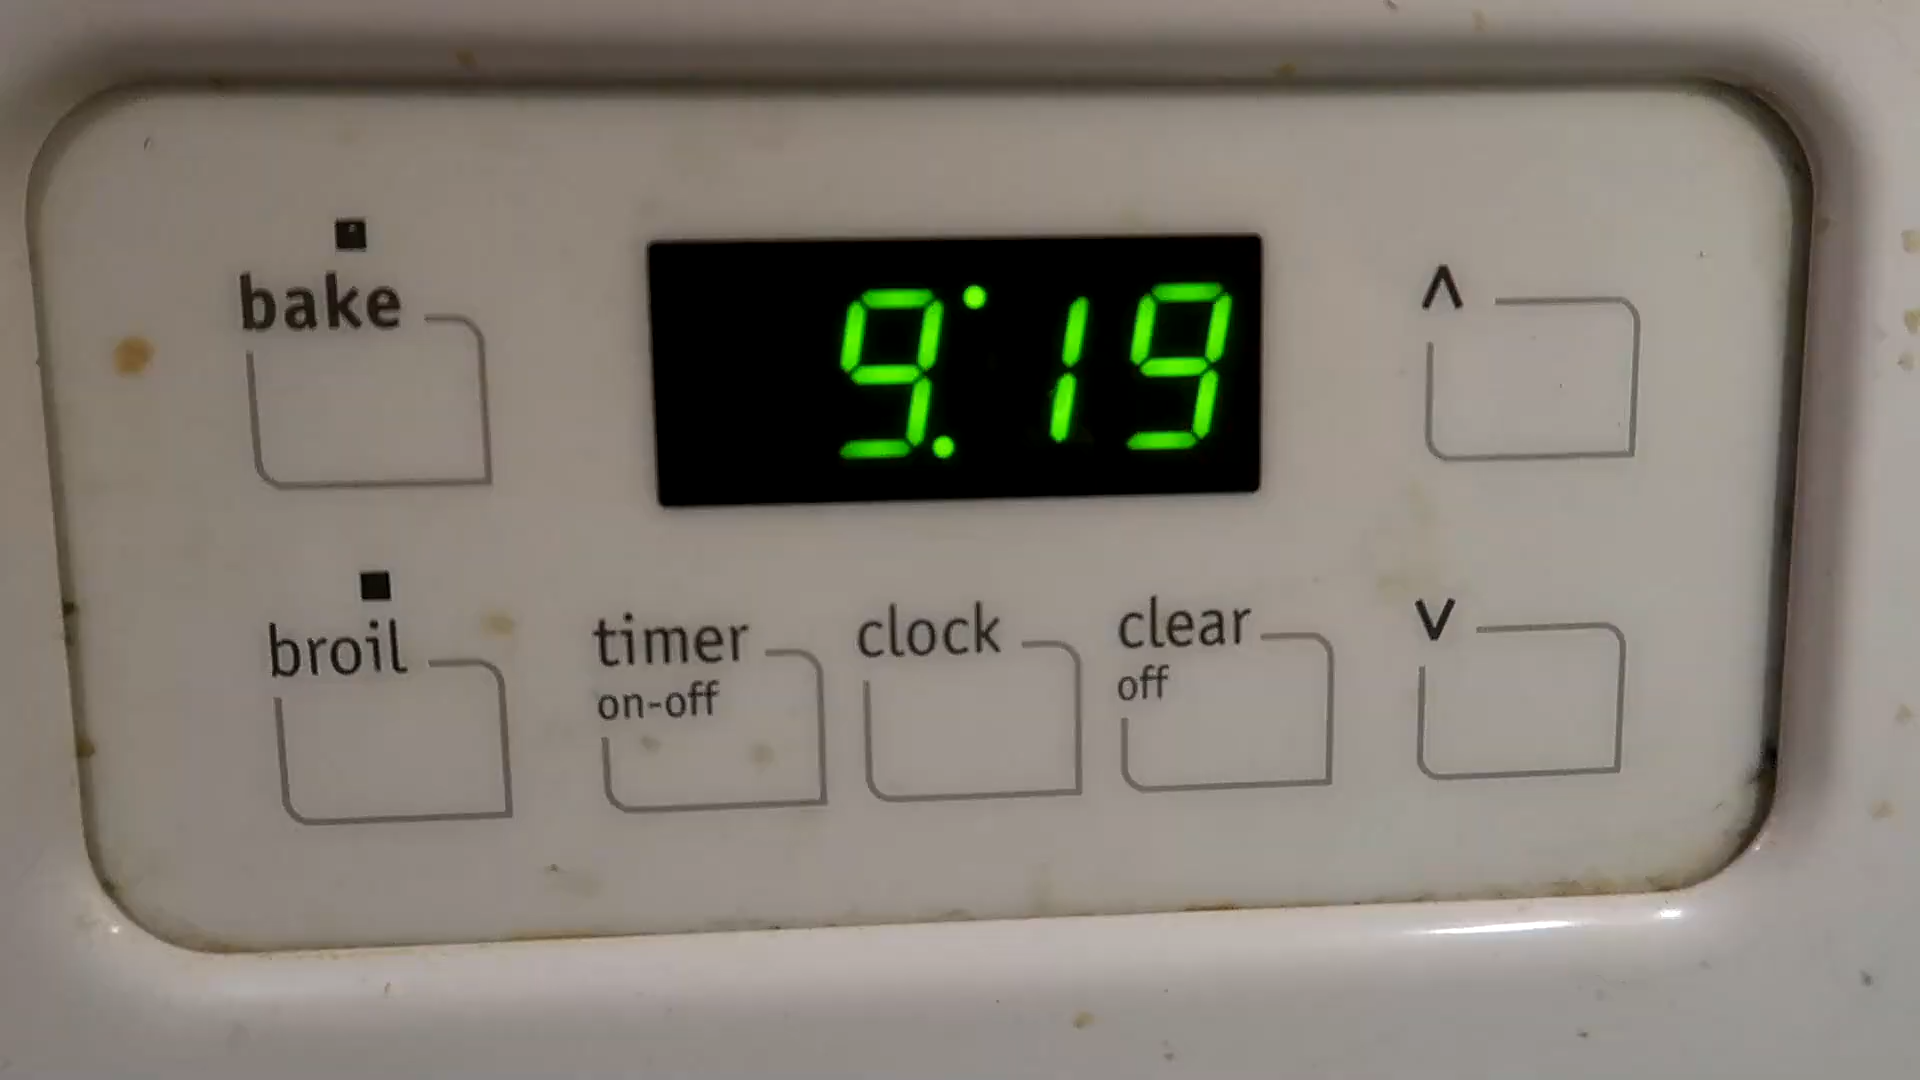 bake
9:19
^
broil
timer
on-off
clock
clear
off
v